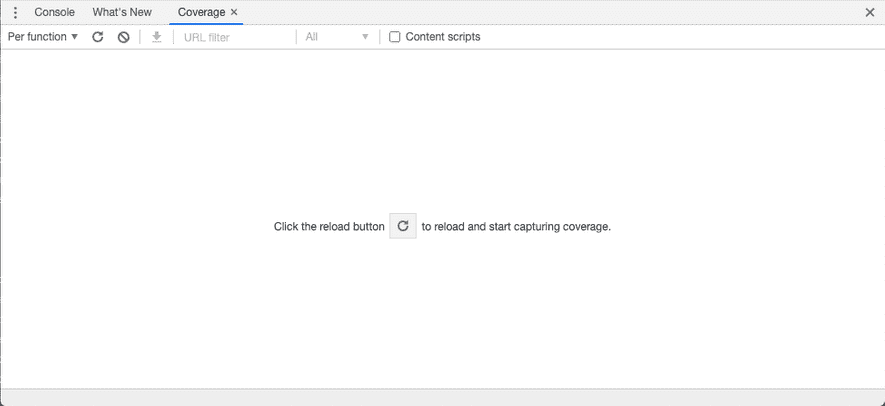 Console What's New Coverage
Per function URL filter All Content scripts
Click the reload button to reload and start capturing coverage.